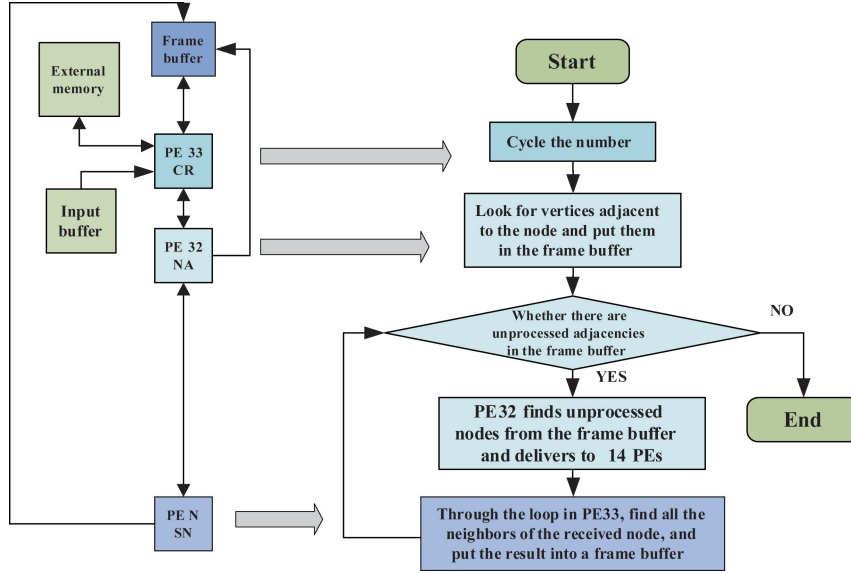 Frame
buffer
External
memory
PE 33
CR
Input
buffer
PE 32
NA
PE N
SN
Start
Cycle the number
Look for vertices adjacent
to the node and put them
in the frame buffer
Whether there are
unprocessed adjacencies
in the frame buffer
NO
YES
PE32 finds unprocessed
nodes from the frame buffer
and delivers to 14 PEs
End
Through the loop in PE33, find all the
neighbors of the received node, and
put the result into a frame buffer